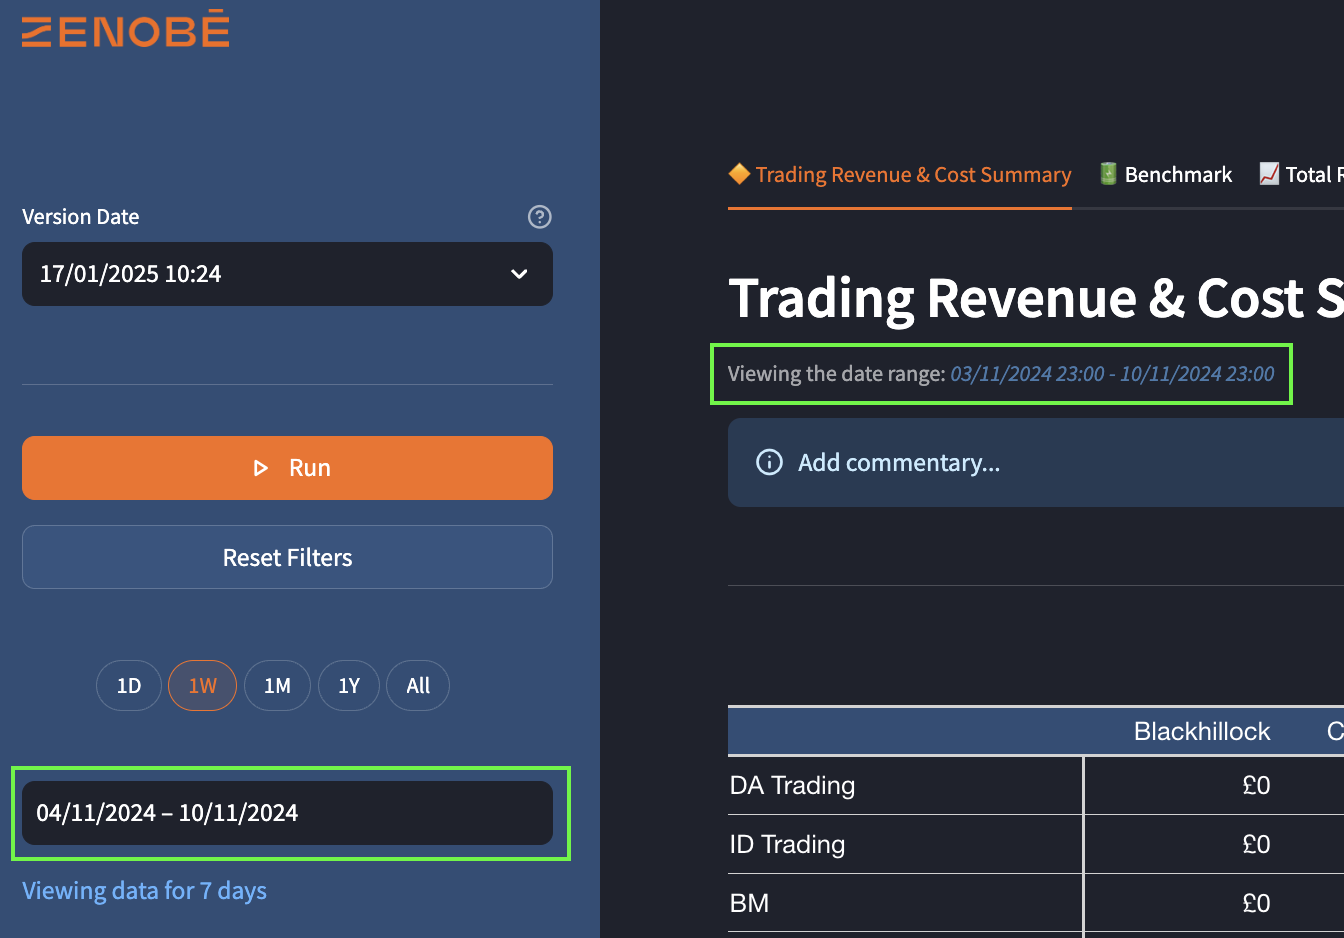 ZENOBĒ
Version Date
17/01/2025 10:24
Run
Reset Filters
1D 1W 1M 1Y All
04/11/2024 – 10/11/2024
Viewing data for 7 days
Trading Revenue & Cost Summary Benchmark Total R
Trading Revenue & Cost S
Viewing the date range: 03/11/2024 23:00 - 10/11/2024 23:00
Add commentary...
Blackhillock C
DA Trading £0
ID Trading £0
BM £0